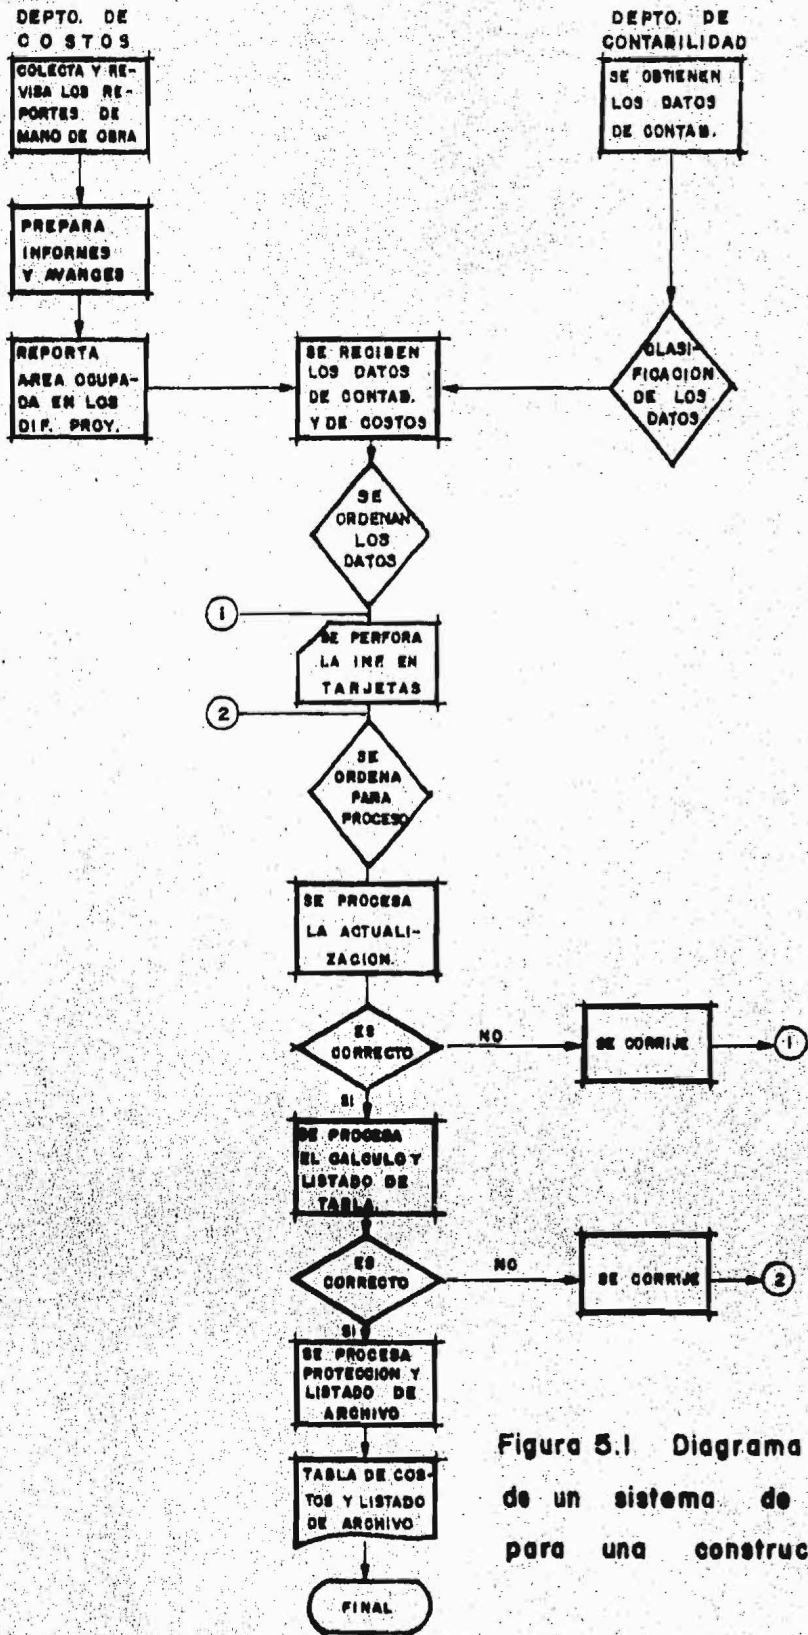 DEPTO. DE
COSTOS
COLECTA Y RE-
VISA LOS RE-
PORTES DE
MANO DE OBRA
PREPARA
INFORMES
Y AVANCES
REPORTA
AREA OCUPA-
DA EN LOS
DIF. PROY.
DEPTO. DE
CONTABILIDAD
SE OBTIENEN
LOS DATOS
DE CONTAB.
CLASI-
FICACION
DE LOS
DATOS
SE RECIBEN
LOS DATOS
DE CONTAB.
Y DE COSTOS
SE
ORDENAN
LOS
DATOS
1
SE PERFORA
LA INF. EN
TARJETAS
2
SE
ORDENA
PARA
PROCESO
SE PROCESA
LA ACTUALI-
ZACION.
ES
CORRECTO
NO
SE CORRIJE
1
SI
SE PROCESA
EL CALCULO Y
LISTADO DE
TABLA
ES
CORRECTO
NO
SE CORRIJE
2
SI
SE PROCESA
PROTECCION Y
LISTADO DE
ARCHIVO
TABLA DE COS-
TOS Y LISTADO
DE ARCHIVO
FINAL
Figura 5.1 Diagrama
de un sistema de
para una construc